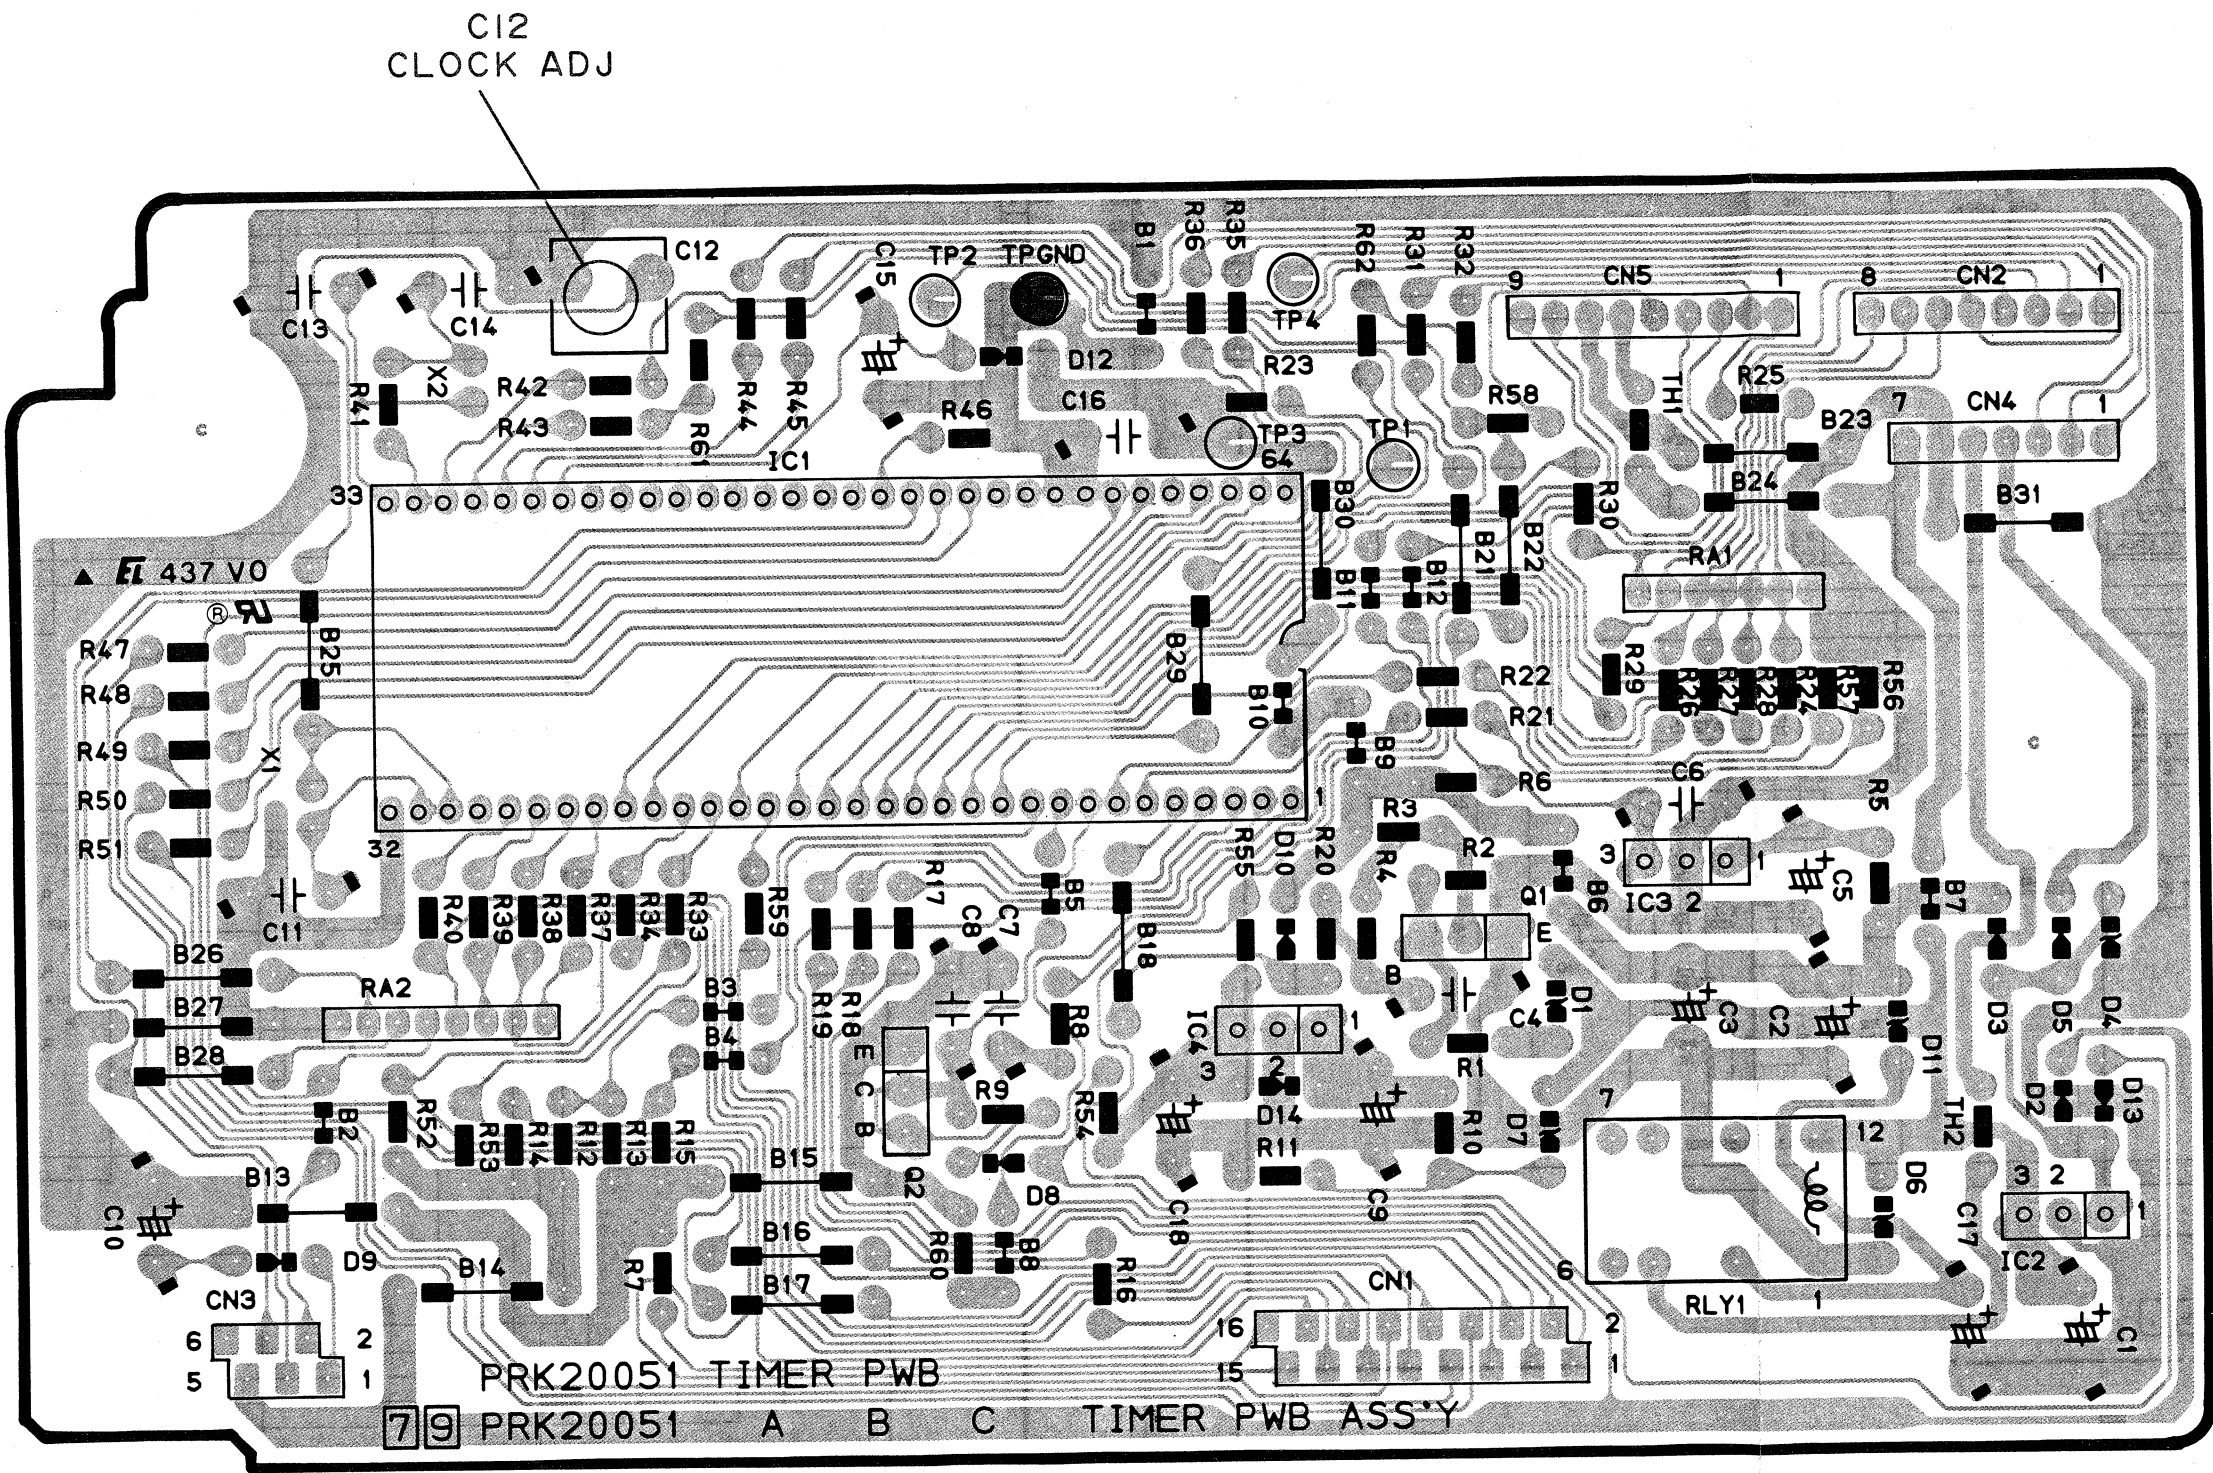 C12
CLOCK ADJ
B1
R36
R35
C15
TP2
TPGND
R62
R31
R32
C12
9
CN5
1
8
CN2
1
C13
C14
TP4
X2
D12
R23
R41
R42
R43
R61
R44
R45
R46
C16
TH1
R25
R58
B23
7
CN4
1
IC1
TP3
64
TP1
33
B30
R30
B24
B31
B21
B22
437 VO
RA1
B11
B12
R
R47
B25
B29
R22
R29
R26
R27
R28
R24
R57
R56
R48
B10
R21
R49
X1
B9
R50
R6
C6
R5
1
R3
R51
32
R55
D10
R20
R4
R2
3
1
C5
R17
B5
Q1
B6
IC3
2
B7
C11
R40
R39
R38
R37
R34
R33
R59
C8
C7
B18
E
B26
B
RA2
B3
R19
R18
R8
IC4
1
C4
D1
C3
C2
D3
D5
D4
B27
B4
E
D11
B28
3
2
R1
C
R9
7
D2
D13
B2
R52
D14
R54
TH2
B
R10
D7
12
R53
R14
R12
R13
R15
R11
B15
B13
Q2
D8
D6
3
2
1
C10
C18
C9
C17
B16
R60
B8
D9
B14
R7
6
IC2
B17
R16
CN1
CN3
RLY1
1
6
2
16
2
C1
5
1
15
1
PRK20051 TIMER PWB
7 9 PRK20051 A B C TIMER PWB ASS'Y